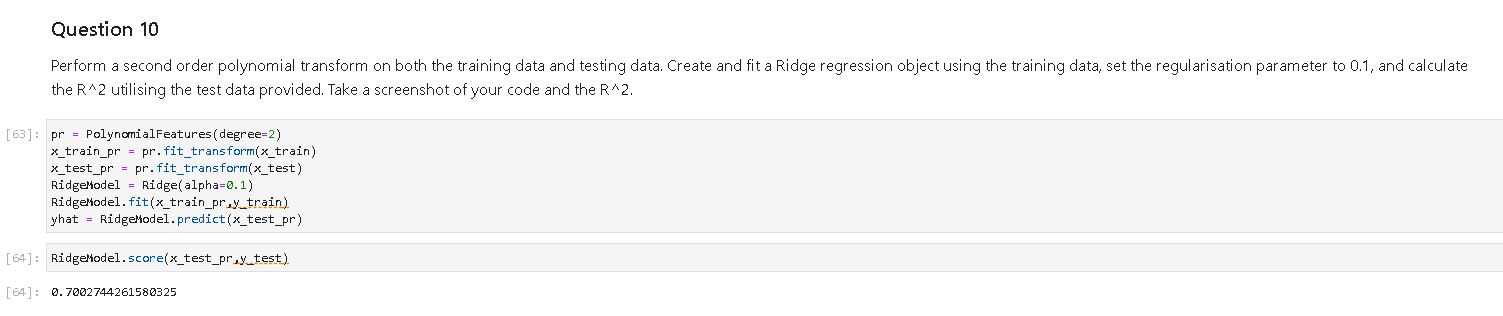 Question 10
Perform a second order polynomial transform on both the training data and testing data. Create and fit a Ridge regression object using the training data, set the regularisation parameter to 0.1, and calculate
the R^2 utilising the test data provided. Take a screenshot of your code and the R^2.
[63]: pr = PolynomialFeatures(degree=2)
x_train_pr = pr.fit_transform(x_train)
x_test_pr = pr.fit_transform(x_test)
RidgeModel = Ridge(alpha=0.1)
RidgeModel.fit(x_train_pr,y_train)
yhat = RidgeModel.predict(x_test_pr)
[64]: RidgeModel.score(x_test_pr,y_test)
[64]: 0.7002744261580325